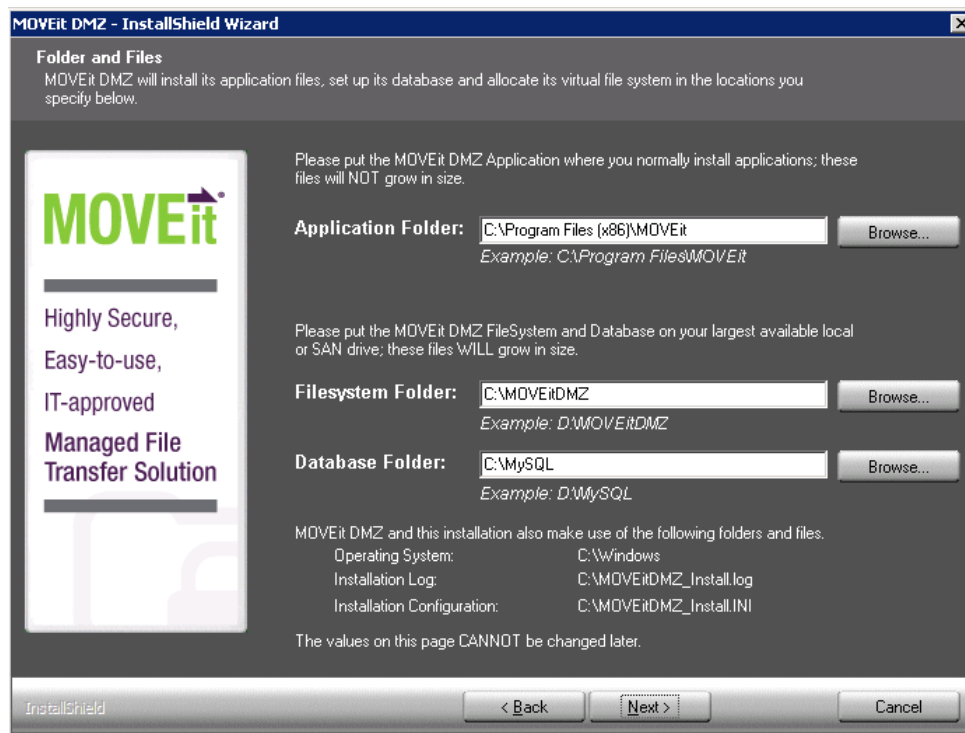 MOVEit DMZ - InstallShield Wizard
Folder and Files
MOVEit DMZ will install its application files, set up its database and allocate its virtual file system in the locations you
specify below.
MOVEit
Highly Secure,
Easy-to-use,
IT-approved
Managed File
Transfer Solution
Please put the MOVEit DMZ Application where you normally install applications; these
files will NOT grow in size.
Application Folder: C:\Program Files (x86)\MOVEit Browse...
Example: C:\Program Files\MOVEit
Please put the MOVEit DMZ FileSystem and Database on your largest available local
or SAN drive; these files WILL grow in size.
Filesystem Folder: C:\MOVEitDMZ Browse...
Example: D:\MOVEitDMZ
Database Folder: C:\MySQL Browse...
Example: D:\MySQL
MOVEit DMZ and this installation also make use of the following folders and files.
Operating System: C:\Windows
Installation Log: C:\MOVEitDMZ_Install.log
Installation Configuration: C:\MOVEitDMZ_Install.INI
The values on this page CANNOT be changed later.
InstallShield
< Back Next > Cancel